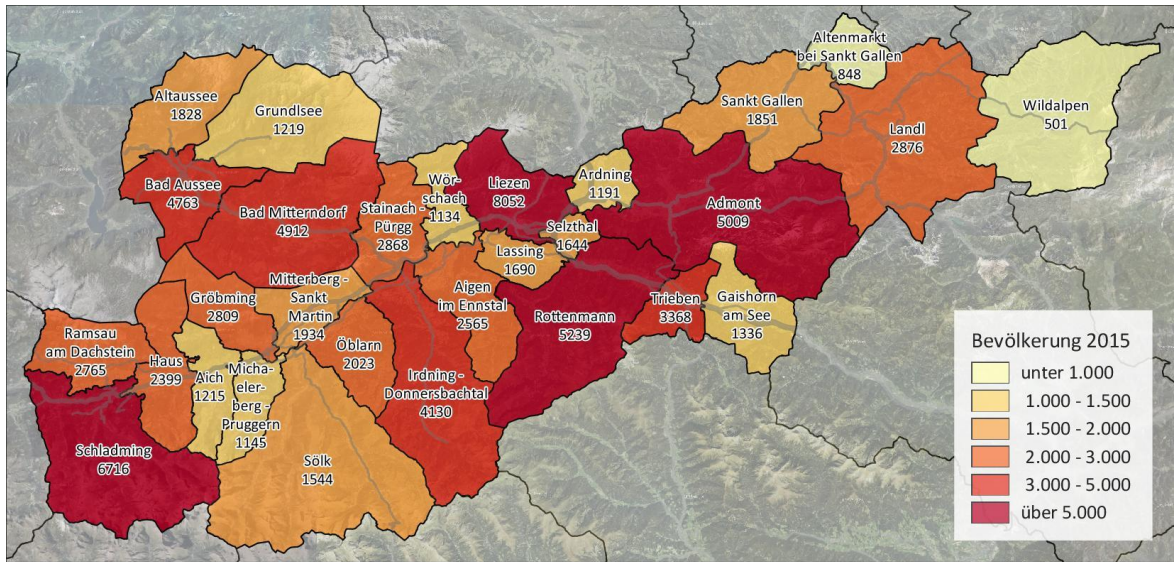 Altenmarkt
bei Sankt Gallen
848
Altaussee
1828
Grundlsee
1219
Sankt Gallen
1851
Wildalpen
501
Landl
2876
Bad Aussee
4763
Bad Mitterndorf
4912
Stainach -
Pürgg
2868
Wör-
schach
1134
Liezen
8052
Ardning
1191
Admont
5009
Selzthal
1644
Lassing
1690
Mitterberg -
Sankt
Martin
1934
Gröbming
2809
Aigen
im Ennstal
2565
Rottenmann
5239
Trieben
3368
Gaishorn
am See
1336
Ramsau
am Dachstein
2765
Haus
2399
Aich
1215
Micha-
elerberg -
Pruggern
1145
Öblarn
2023
Irdning -
Donnersbachtal
4130
Schladming
6716
Sölk
1544
Bevölkerung 2015
unter 1.000
1.000 - 1.500
1.500 - 2.000
2.000 - 3.000
3.000 - 5.000
über 5.000